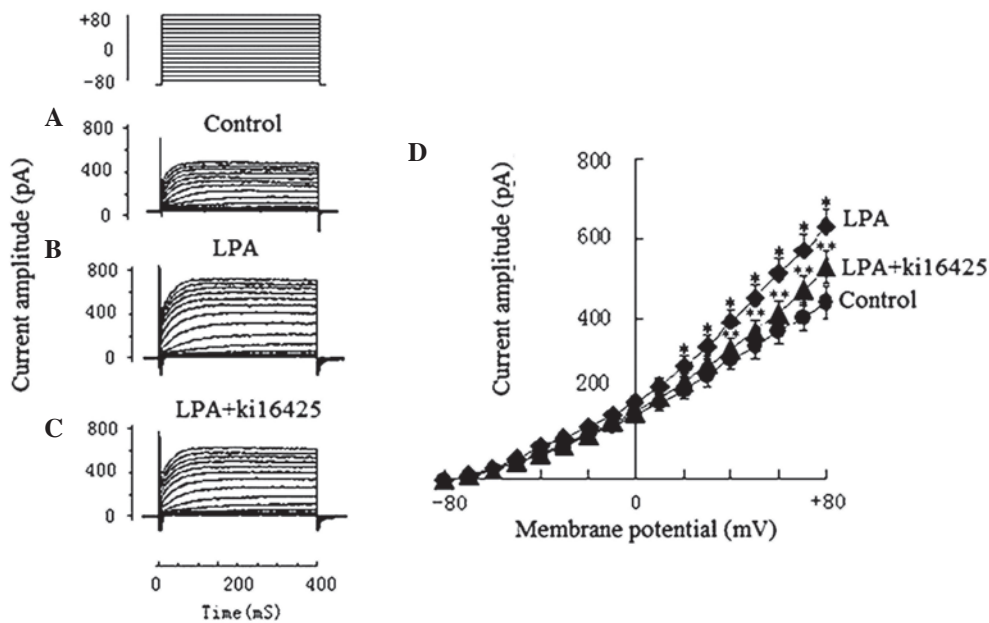 +80
0
-80
A
Control
800
400
0
B
LPA
800
400
0
C
LPA+ki16425
800
400
0
Current amplitude (pA)
0
200
400
Time(mS)
D
Current amplitude (pA)
800
600
400
200
*
*
*
*
*
*
*
**
**
**
**
**
LPA
LPA+ki16425
Control
-80
0
+80
Membrane potential (mV)